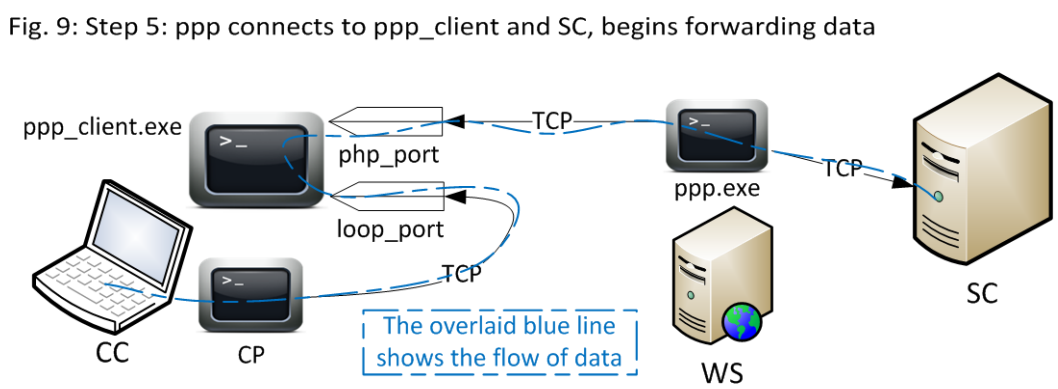 Fig. 9: Step 5: ppp connects to ppp_client and SC, begins forwarding data
ppp_client.exe
>_
php_port
TCP
>_
ppp.exe
TCP
SC
loop_port
TCP
CC
>_
CP
The overlaid blue line
shows the flow of data
WS